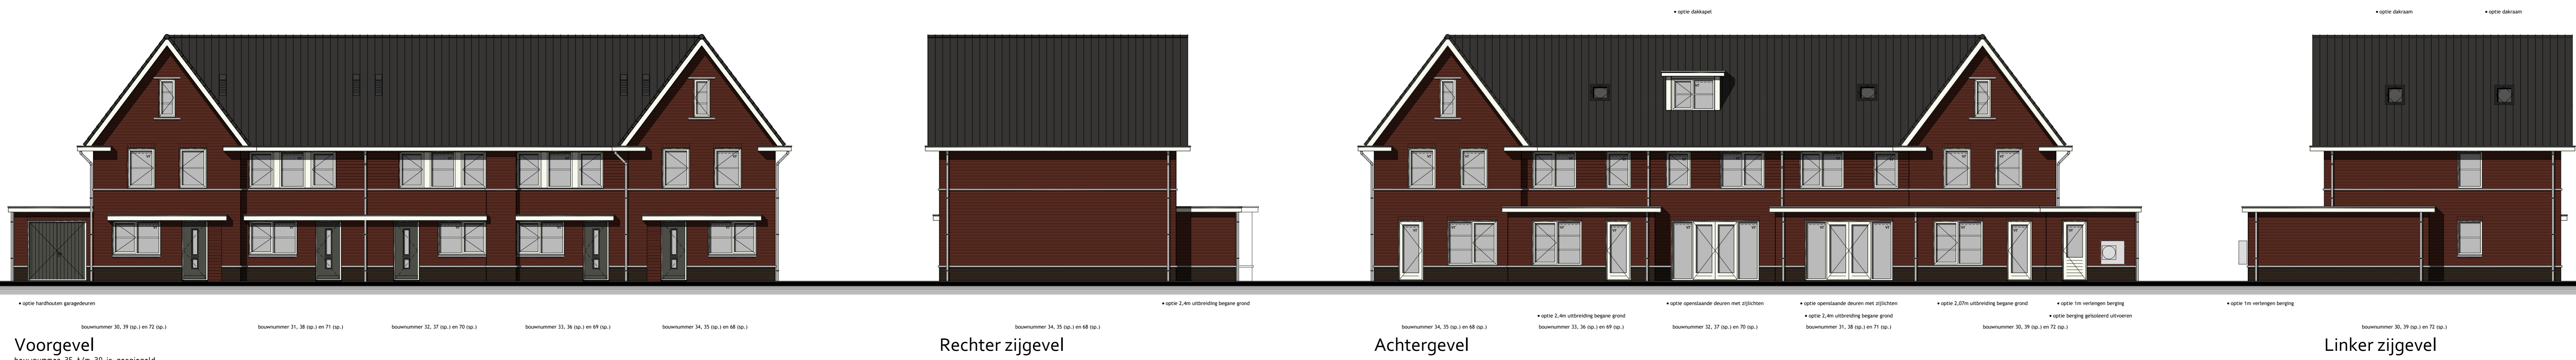 • optie dakkapel
• optie dakraam
• optie dakraam
• optie hardhouten garagedeuren
• optie 2,4m uitbreiding begane grond
• optie openslaande deuren met zijlichten
• optie openslaande deuren met zijlichten
• optie 2,07m uitbreiding begane grond
• optie 1m verlengen berging
• optie 1m verlengen berging
• optie 2,4m uitbreiding begane grond
• optie 2,4m uitbreiding begane grond
• optie berging geïsoleerd uitvoeren
bouwnummer 30, 39 (sp.) en 72 (sp.)
bouwnummer 31, 38 (sp.) en 71 (sp.)
bouwnummer 32, 37 (sp.) en 70 (sp.)
bouwnummer 33, 36 (sp.) en 69 (sp.)
bouwnummer 34, 35 (sp.) en 68 (sp.)
bouwnummer 34, 35 (sp.) en 68 (sp.)
bouwnummer 34, 35 (sp.) en 68 (sp.)
bouwnummer 33, 36 (sp.) en 69 (sp.)
bouwnummer 32, 37 (sp.) en 70 (sp.)
bouwnummer 31, 38 (sp.) en 71 (sp.)
bouwnummer 30, 39 (sp.) en 72 (sp.)
bouwnummer 30, 39 (sp.) en 72 (sp.)
Voorgevel
Rechter zijgevel
Achtergevel
Linker zijgevel